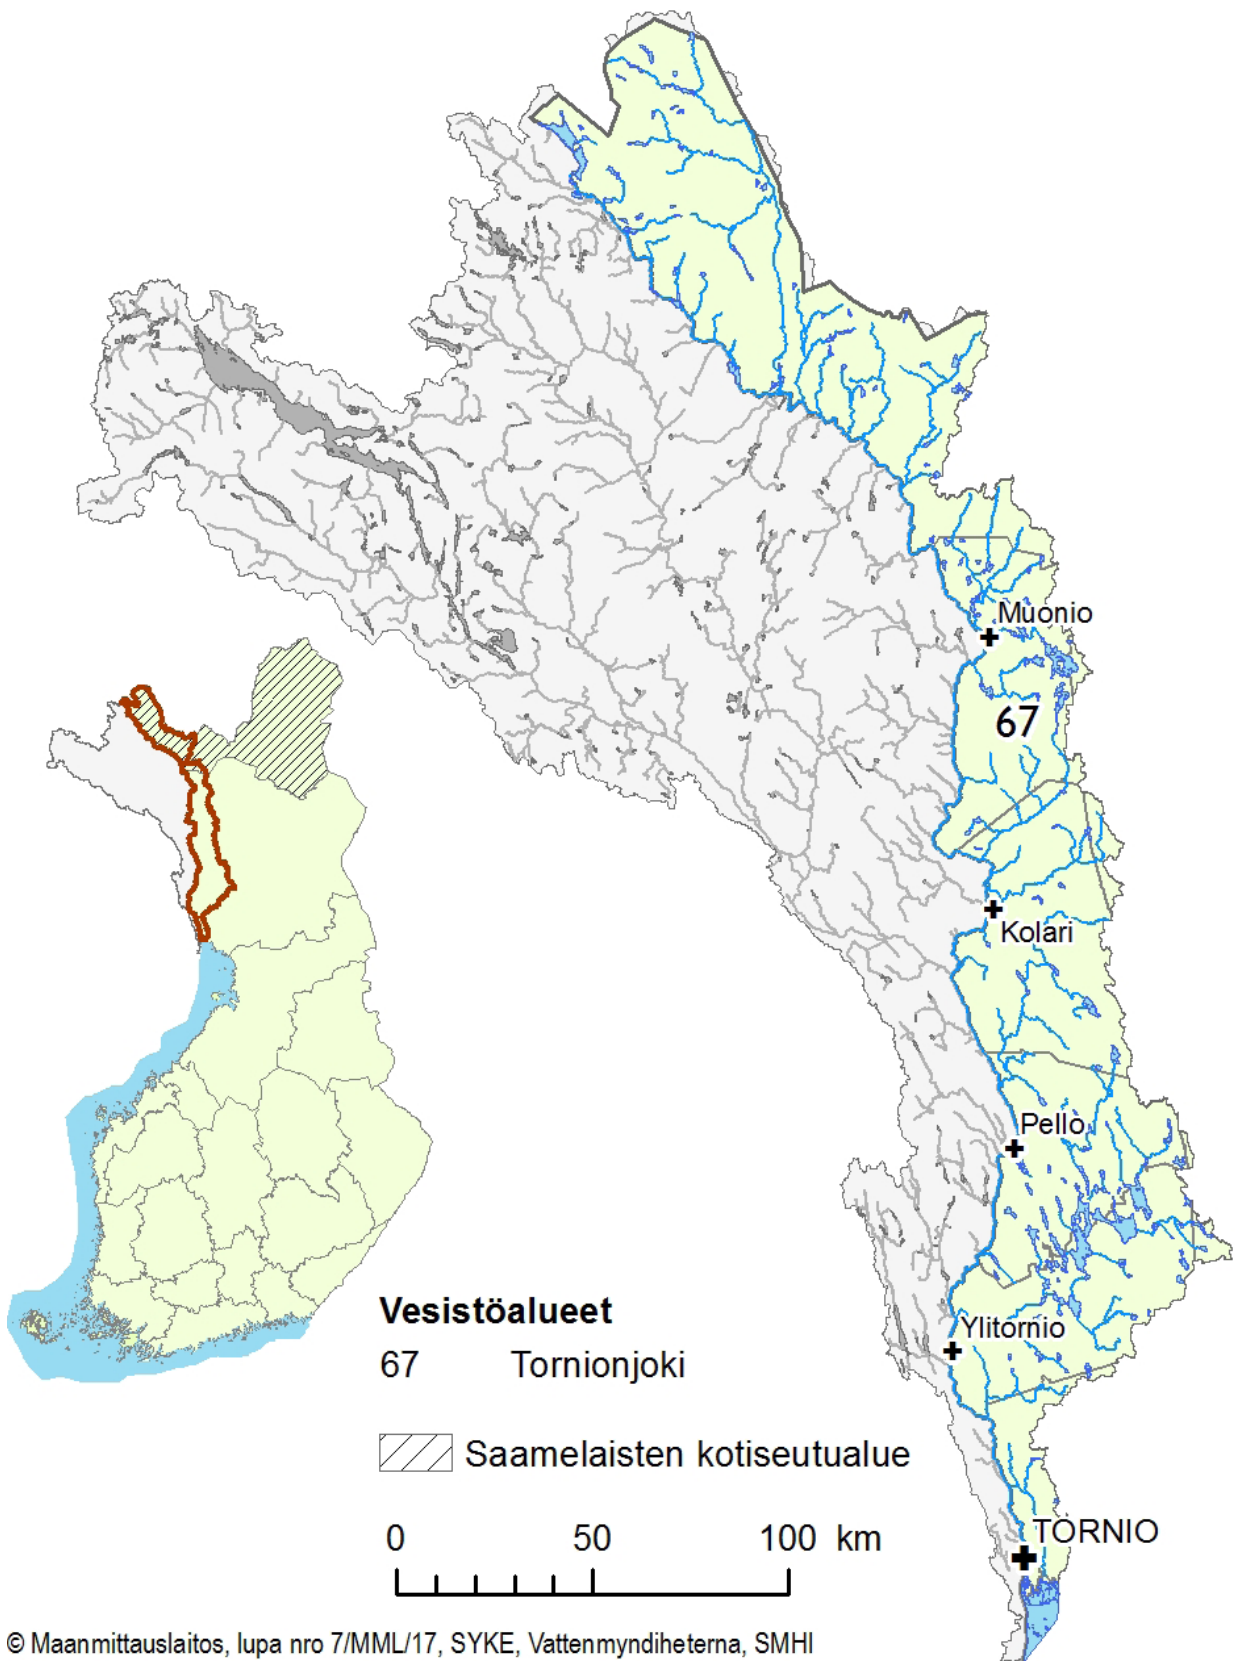 Muonio
67
Kolari
Pello
Vesistöalueet
67 Tornionjoki
Ylitornio
Saamelaisten kotiseutualue
0 50 100 km
TORNIO
© Maanmittauslaitos, lupa nro 7/MML/17, SYKE, Vattenmyndiheterna, SMHI